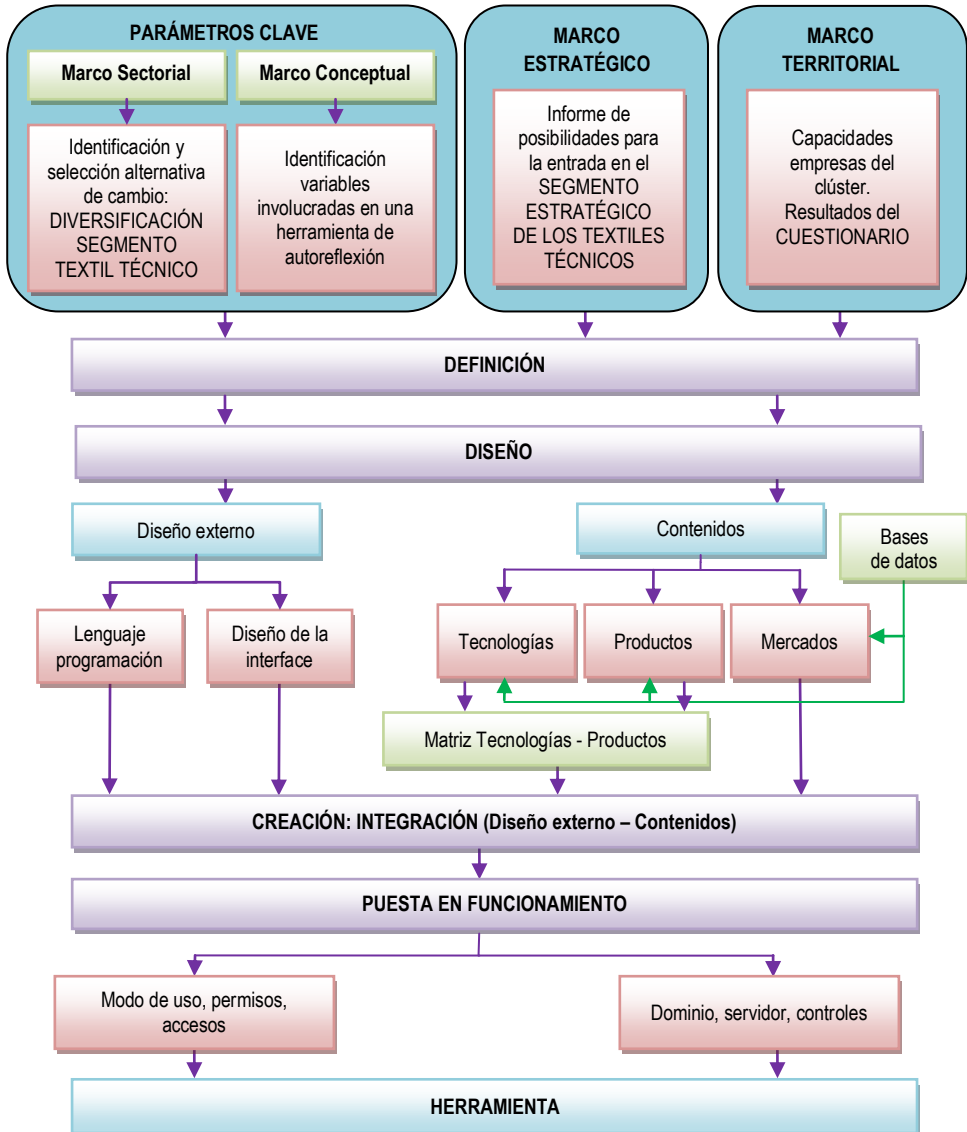 PARÁMETROS CLAVE
Marco Sectorial
Identificación y
selección alternativa
de cambio:
DIVERSIFICACIÓN
SEGMENTO
TEXTIL TÉCNICO
Marco Conceptual
Identificación
variables
involucradas en una
herramienta de
autoreflexión
MARCO
ESTRATÉGICO
Informe de
posibilidades para
la entrada en el
SEGMENTO
ESTRATÉGICO
DE LOS TEXTILES
TÉCNICOS
MARCO
TERRITORIAL
Capacidades
empresas del
clúster.
Resultados del
CUESTIONARIO
DEFINICIÓN
DISEÑO
Diseño externo
Contenidos
Bases
de datos
Lenguaje
programación
Diseño de la
interface
Tecnologías
Productos
Mercados
Matriz Tecnologías - Productos
CREACIÓN: INTEGRACIÓN (Diseño externo – Contenidos)
PUESTA EN FUNCIONAMIENTO
Modo de uso, permisos,
accesos
Dominio, servidor, controles
HERRAMIENTA